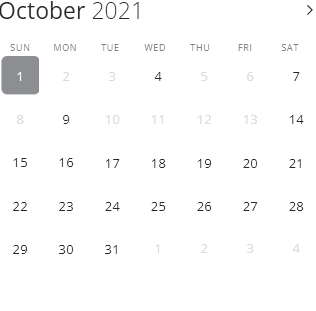 October 2021 >
SUN MON TUE WED THU FRI SAT
1 2 3 4 5 6 7
8 9 10 11 12 13 14
15 16 17 18 19 20 21
22 23 24 25 26 27 28
29 30 31 1 2 3 4